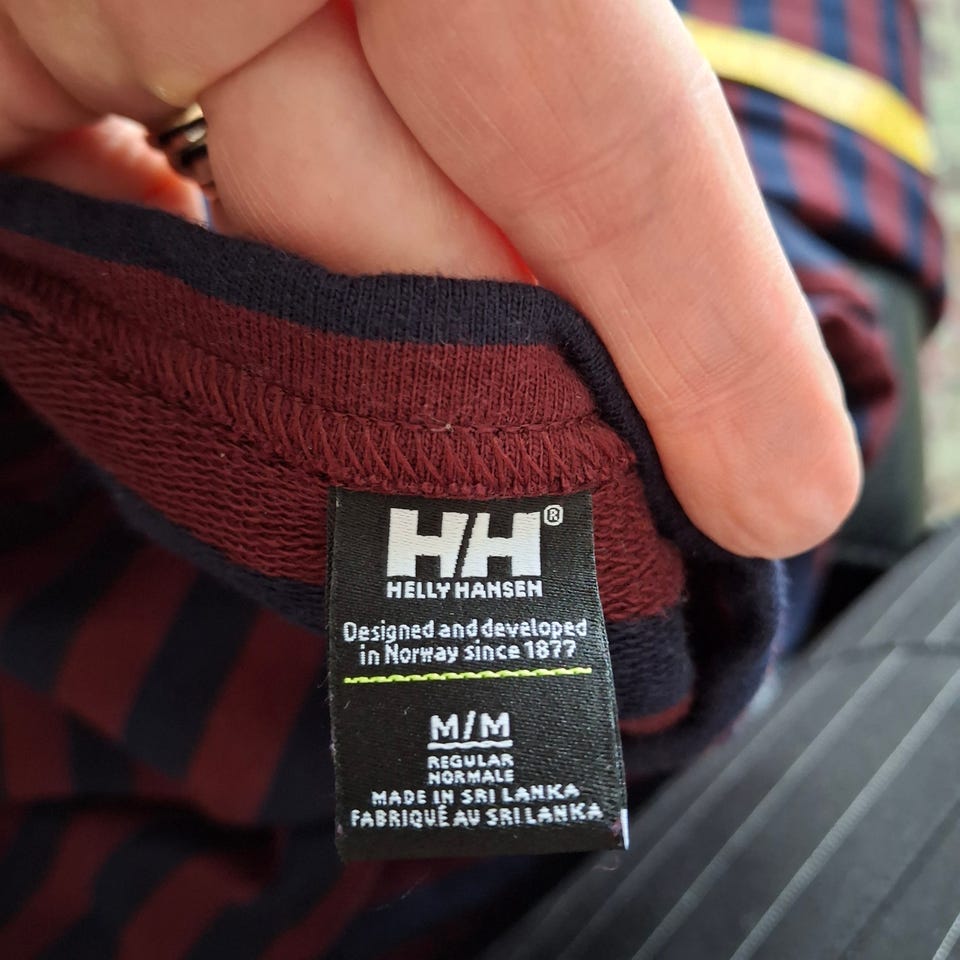 H/H®
HELLY HANSEN
Designed and developed
in Norway since 1877
M/M
REGULAR
NORMALE
MADE IN SRI LANKA
FABRIQUÉ AU SRI LANKA